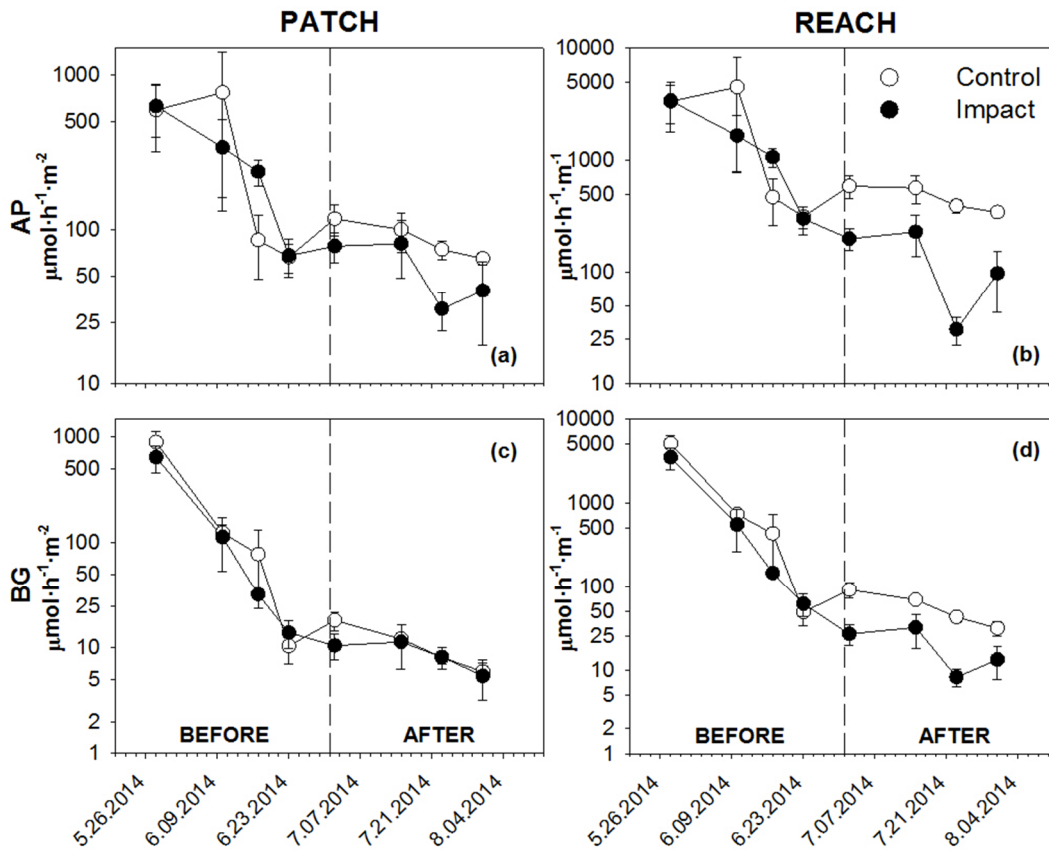 PATCH
REACH
AP
µmol·h-1·m-2
1000
500
100
50
25
10
(a)
µmol·h-1·m-1
10000
5000
1000
500
100
50
25
10
Control
Impact
(b)
BG
µmol·h-1·m-2
1000
500
100
50
25
10
5
2
1
(c)
BEFORE
AFTER
µmol·h-1·m-1
10000
5000
1000
500
100
50
25
10
5
2
1
(d)
BEFORE
AFTER
5.26.2014
6.09.2014
6.23.2014
7.07.2014
7.21.2014
8.04.2014
5.26.2014
6.09.2014
6.23.2014
7.07.2014
7.21.2014
8.04.2014